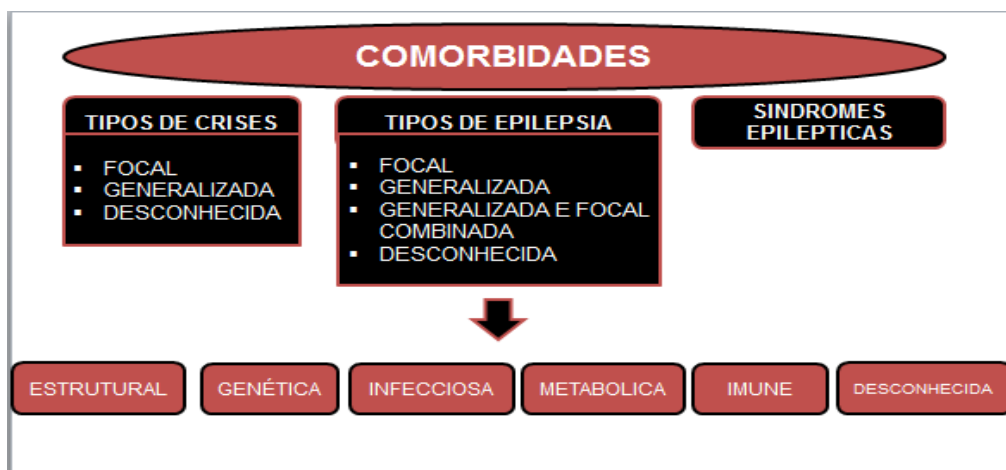 COMORBIDADES
TIPOS DE CRISES
▪ FOCAL
▪ GENERALIZADA
▪ DESCONHECIDA
TIPOS DE EPILEPSIA
▪ FOCAL
▪ GENERALIZADA
▪ GENERALIZADA E FOCAL
COMBINADA
▪ DESCONHECIDA
SINDROMES
EPILEPTICAS
ESTRUTURAL
GENÉTICA
INFECCIOSA
METABOLICA
IMUNE
DESCONHECIDA